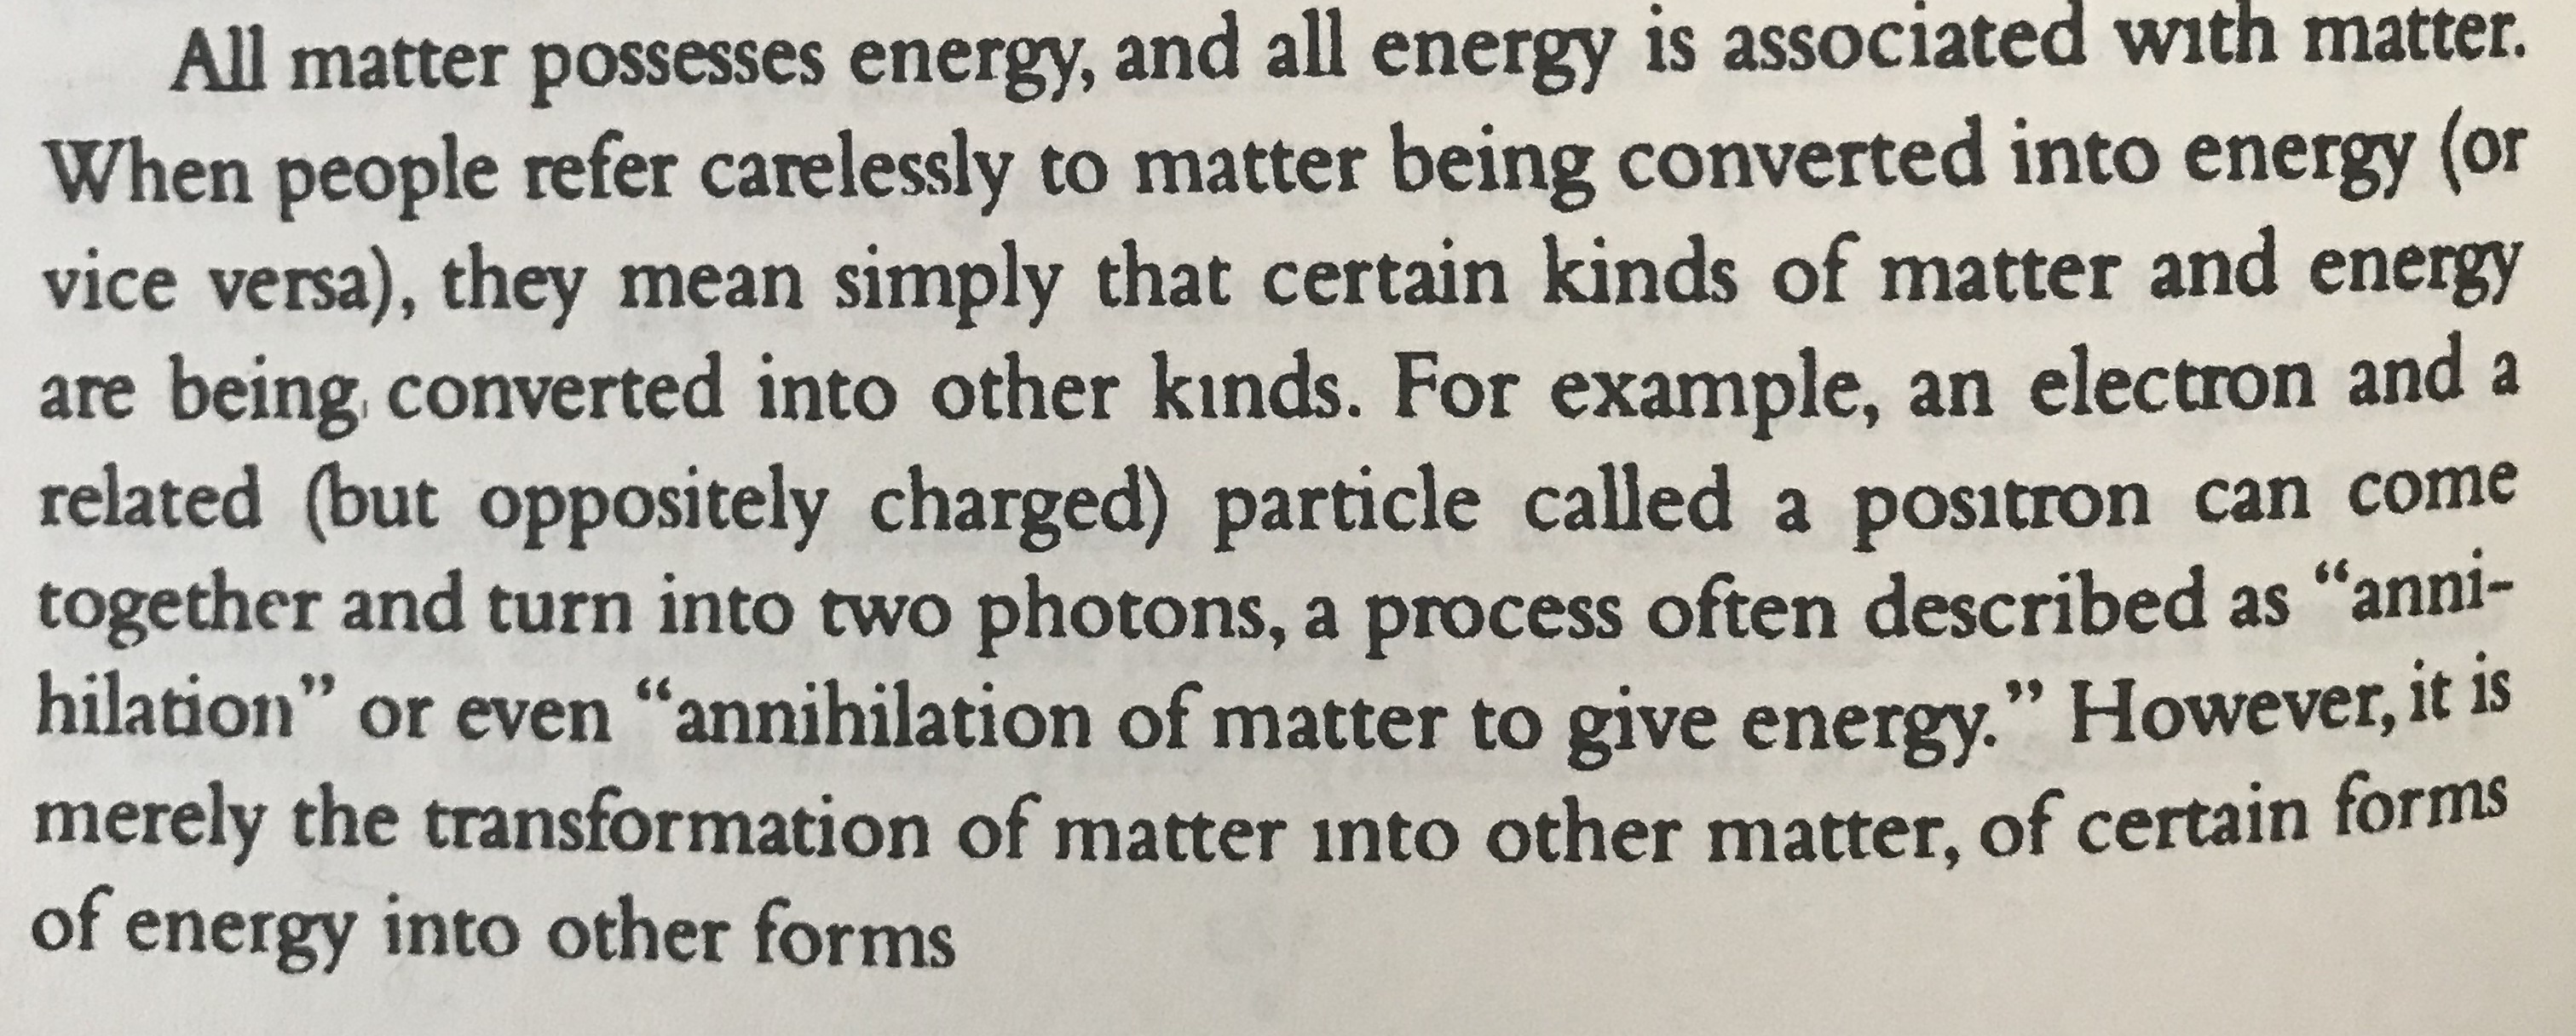 All matter possesses energy, and all energy is associated with matter.
When people refer carelessly to matter being converted into energy (or
vice versa), they mean simply that certain kinds of matter and energy
are being converted into other kinds. For example, an electron and a
related (but oppositely charged) particle called a positron can come
together and turn into two photons, a process often described as “anni-
hilation” or even “annihilation of matter to give energy.” However, it is
merely the transformation of matter into other matter, of certain forms
of energy into other forms